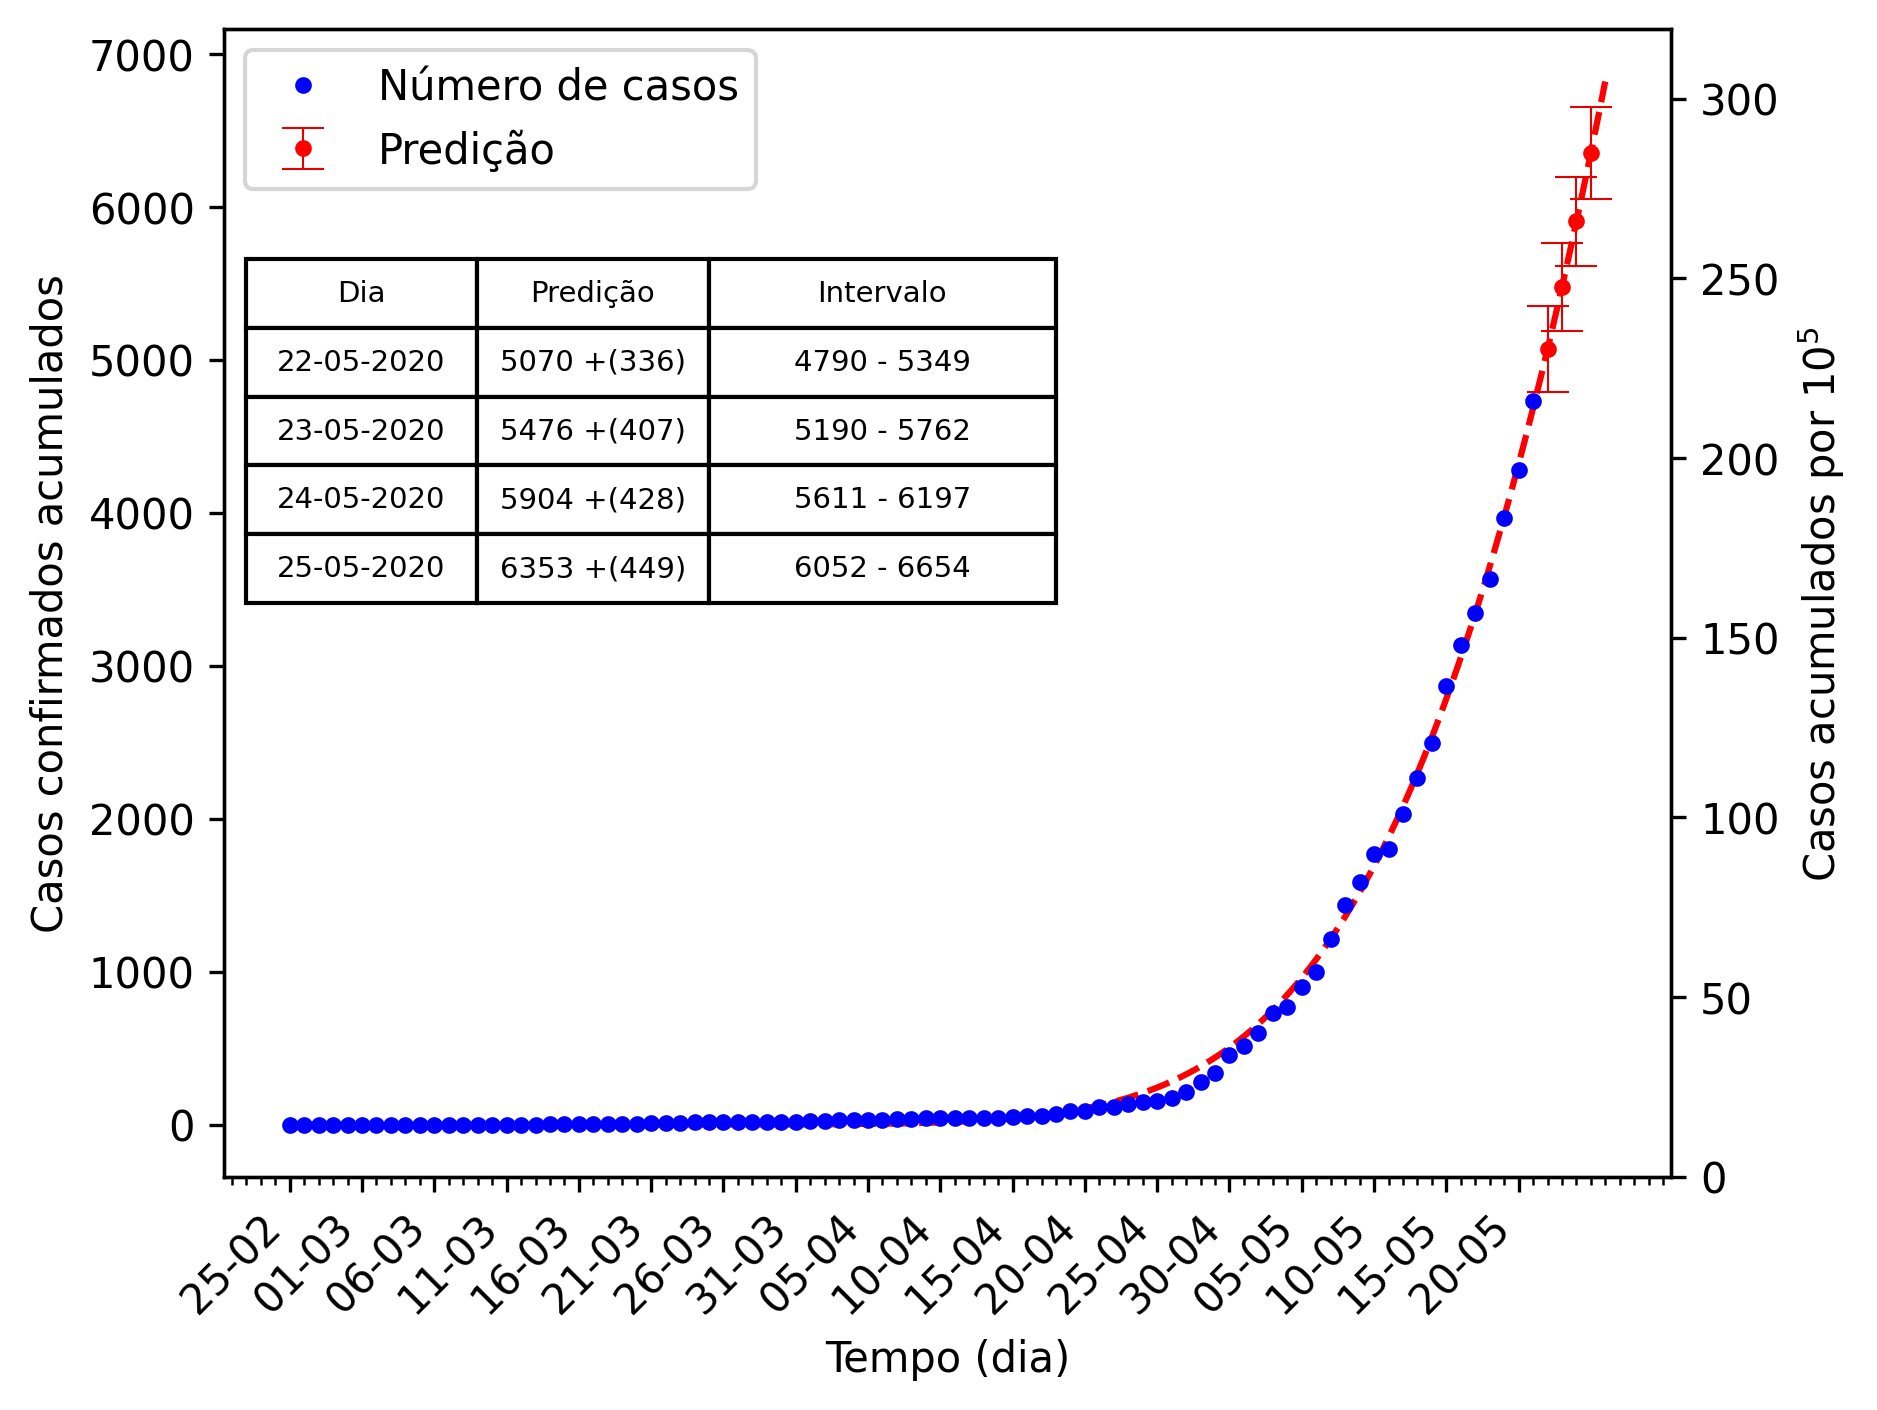 7000
6000
5000
4000
3000
2000
1000
0
Casos confirmados acumulados
Número de casos
Predição
Dia Predição Intervalo
22-05-2020 5070 +(336) 4790 - 5349
23-05-2020 5476 +(407) 5190 - 5762
24-05-2020 5904 +(428) 5611 - 6197
25-05-2020 6353 +(449) 6052 - 6654
300
250
200
150
100
50
0
Casos acumulados por 10⁵
25-02 01-03 06-03 11-03 16-03 21-03 26-03 31-03 05-04 10-04 15-04 20-04 25-04 30-04 05-05 10-05 15-05 20-05
Tempo (dia)